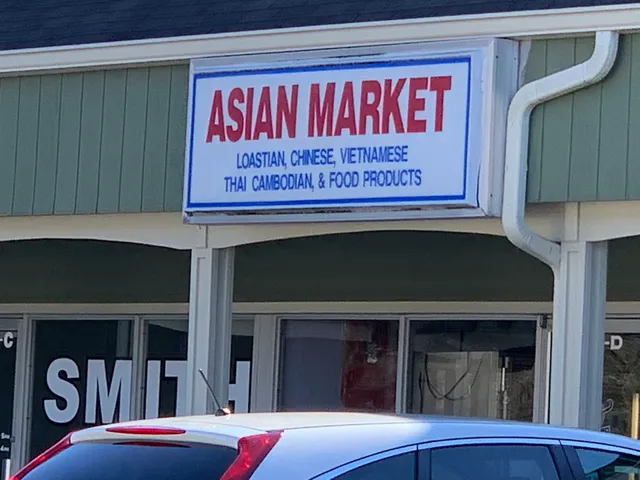 ASIAN MARKET
LOASTIAN, CHINESE, VIETNAMESE
THAI CAMBODIAN, & FOOD PRODUCTS
-C
-D
SMITH